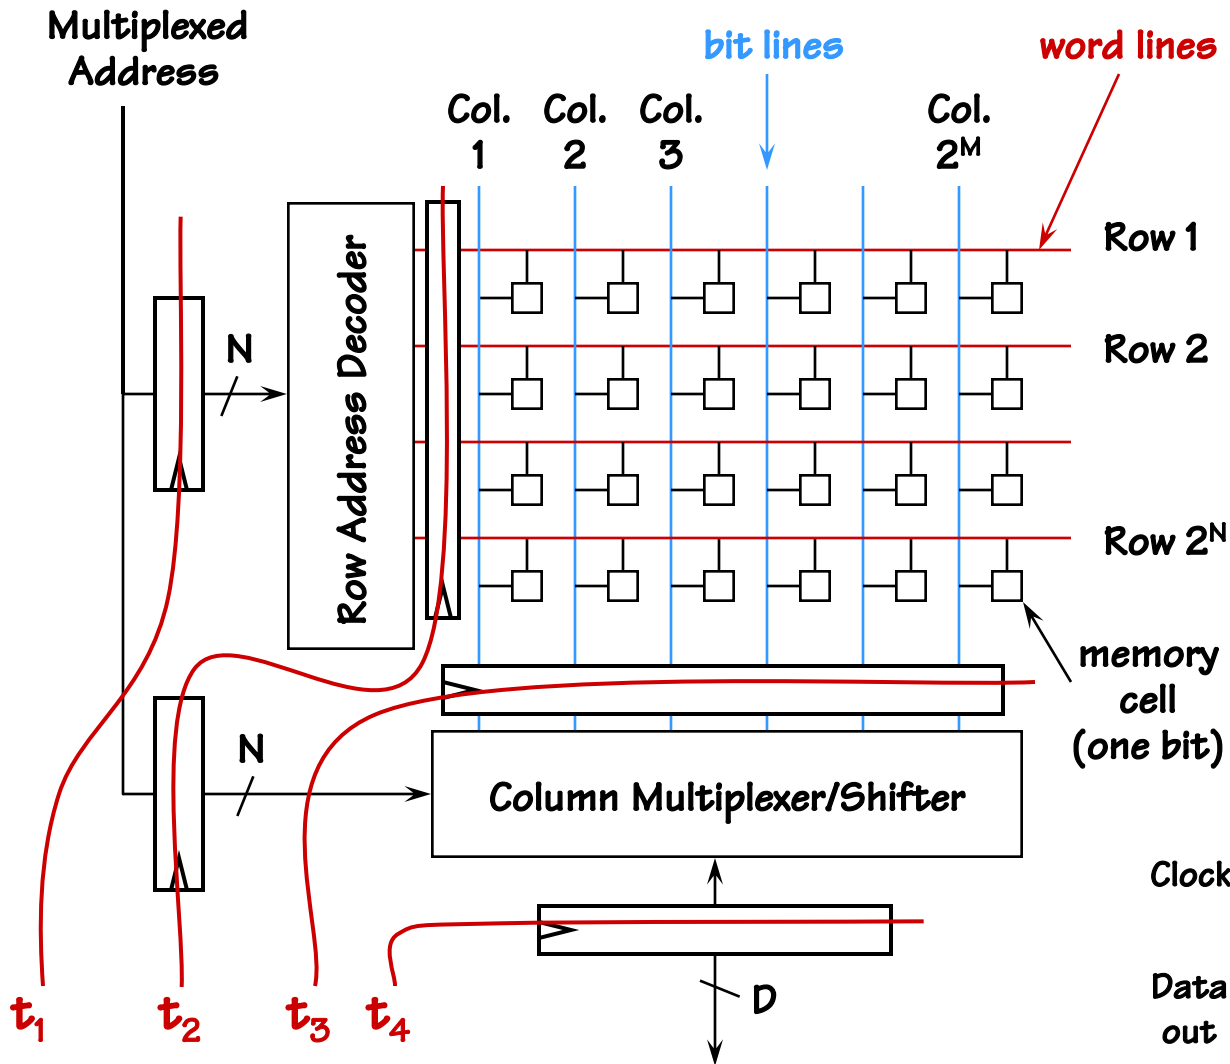 Multiplexed
Address
bit lines
word lines
Col.
1
Col.
2
Col.
3
Col.
2ᴹ
Row 1
Row 2
Row 2ᴺ
N
Row Address Decoder
memory
cell
(one bit)
N
Column Multiplexer/Shifter
Clock
D
Data
out
t₁
t₂
t₃
t₄